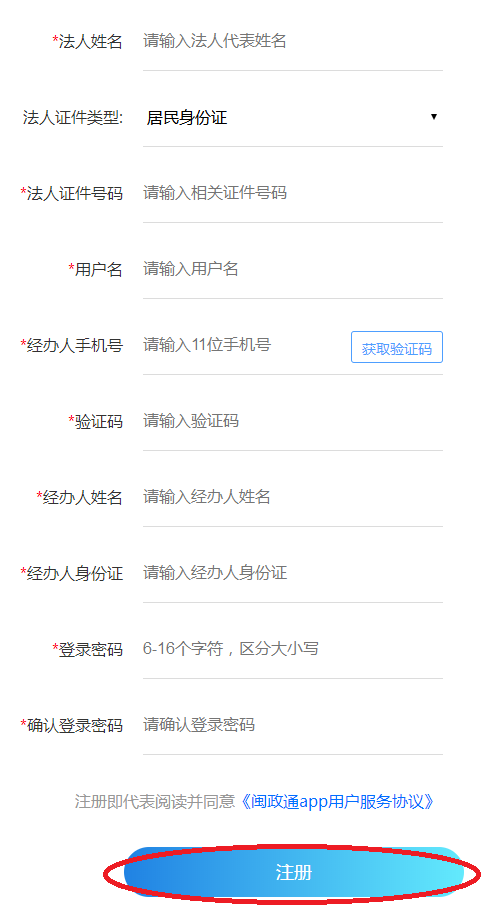 *法人姓名 请输入法人代表姓名
法人证件类型: 居民身份证
*法人证件号码 请输入相关证件号码
*用户名 请输入用户名
*经办人手机号 请输入11位手机号 获取验证码
*验证码 请输入验证码
*经办人姓名 请输入经办人姓名
*经办人身份证 请输入经办人身份证
*登录密码 6-16个字符，区分大小写
*确认登录密码 请确认登录密码
注册即代表阅读并同意《闽政通app用户服务协议》
注册